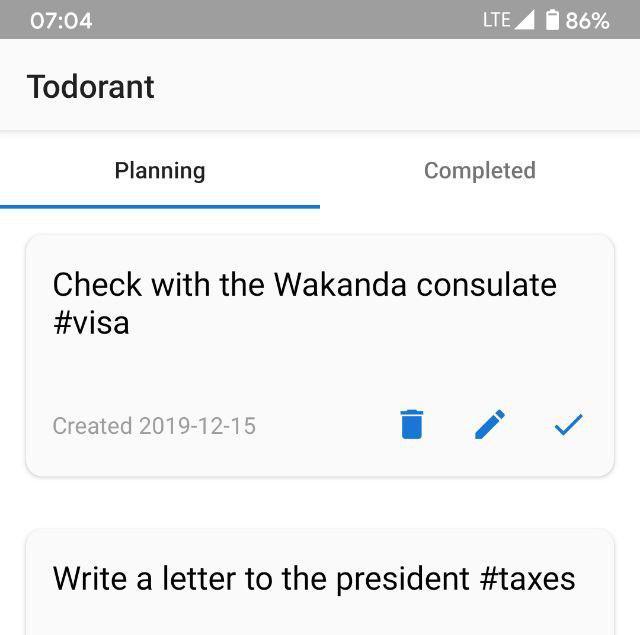 07:04 LTE 86%
Todorant
Planning Completed
Check with the Wakanda consulate
#visa
Created 2019-12-15
Write a letter to the president #taxes